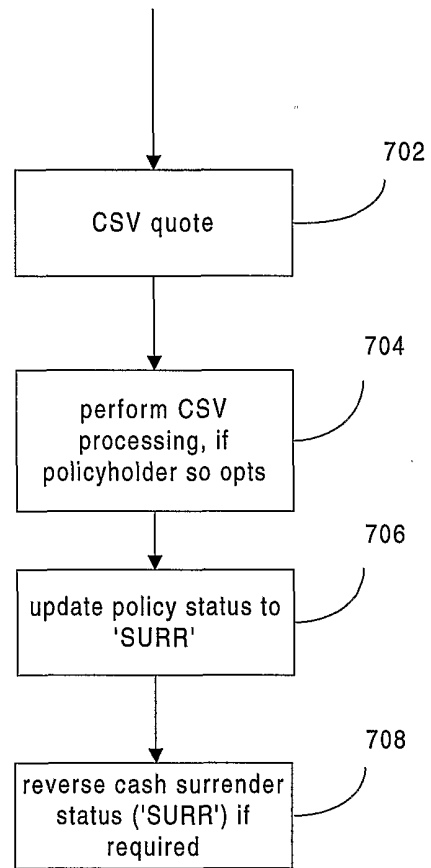 702
CSV quote
704
perform CSV
processing, if
policyholder so opts
706
update policy status to
'SURR'
708
reverse cash surrender
status ('SURR') if
required